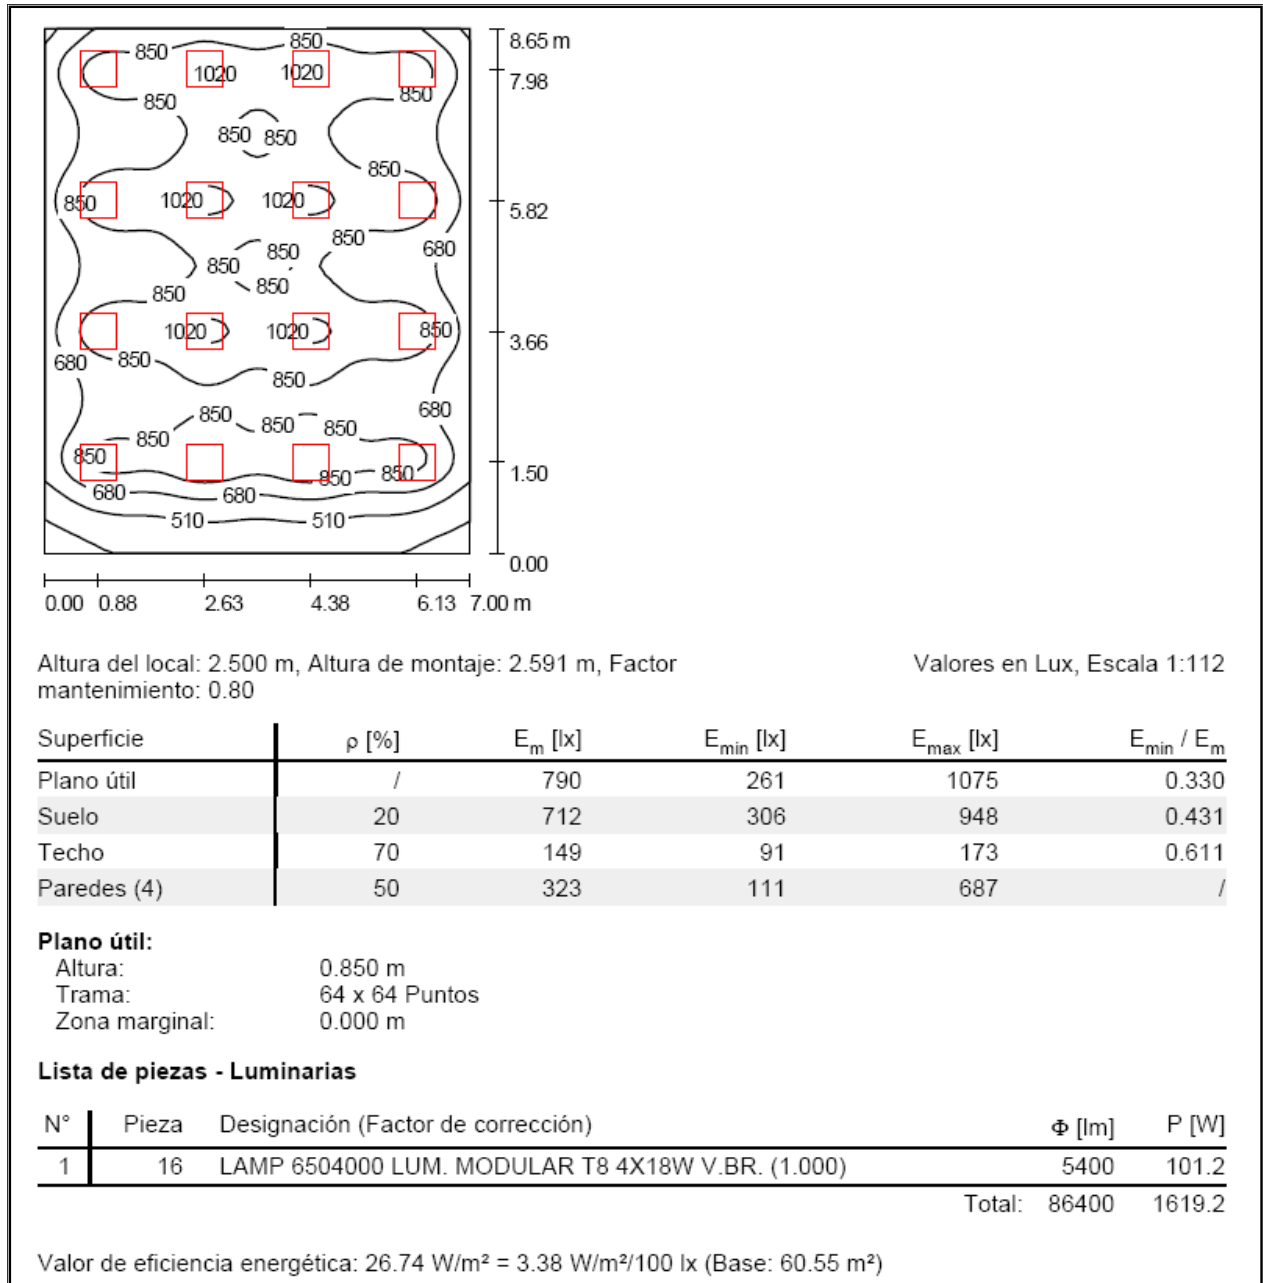 850 850 8.65 m
1020 1020 7.98
850 850
850 850
850
850 1020 1020 5.82
850 680
850 850
850 850
1020 1020 850 3.66
680 850
850
850 850 850 680
850
850 850 850 1.50
680 680
510 510
0.00
0.00 0.88 2.63 4.38 6.13 7.00 m
Altura del local: 2.500 m, Altura de montaje: 2.591 m, Factor mantenimiento: 0.80
Valores en Lux, Escala 1:112
Superficie ρ [%] Em [lx] Emin [lx] Emax [lx] Emin / Em
Plano útil / 790 261 1075 0.330
Suelo 20 712 306 948 0.431
Techo 70 149 91 173 0.611
Paredes (4) 50 323 111 687 /
Plano útil:
Altura: 0.850 m
Trama: 64 x 64 Puntos
Zona marginal: 0.000 m
Lista de piezas - Luminarias
N° Pieza Designación (Factor de corrección) Φ [lm] P [W]
1 16 LAMP 6504000 LUM. MODULAR T8 4X18W V.BR. (1.000) 5400 101.2
Total: 86400 1619.2
Valor de eficiencia energética: 26.74 W/m² = 3.38 W/m²/100 lx (Base: 60.55 m²)